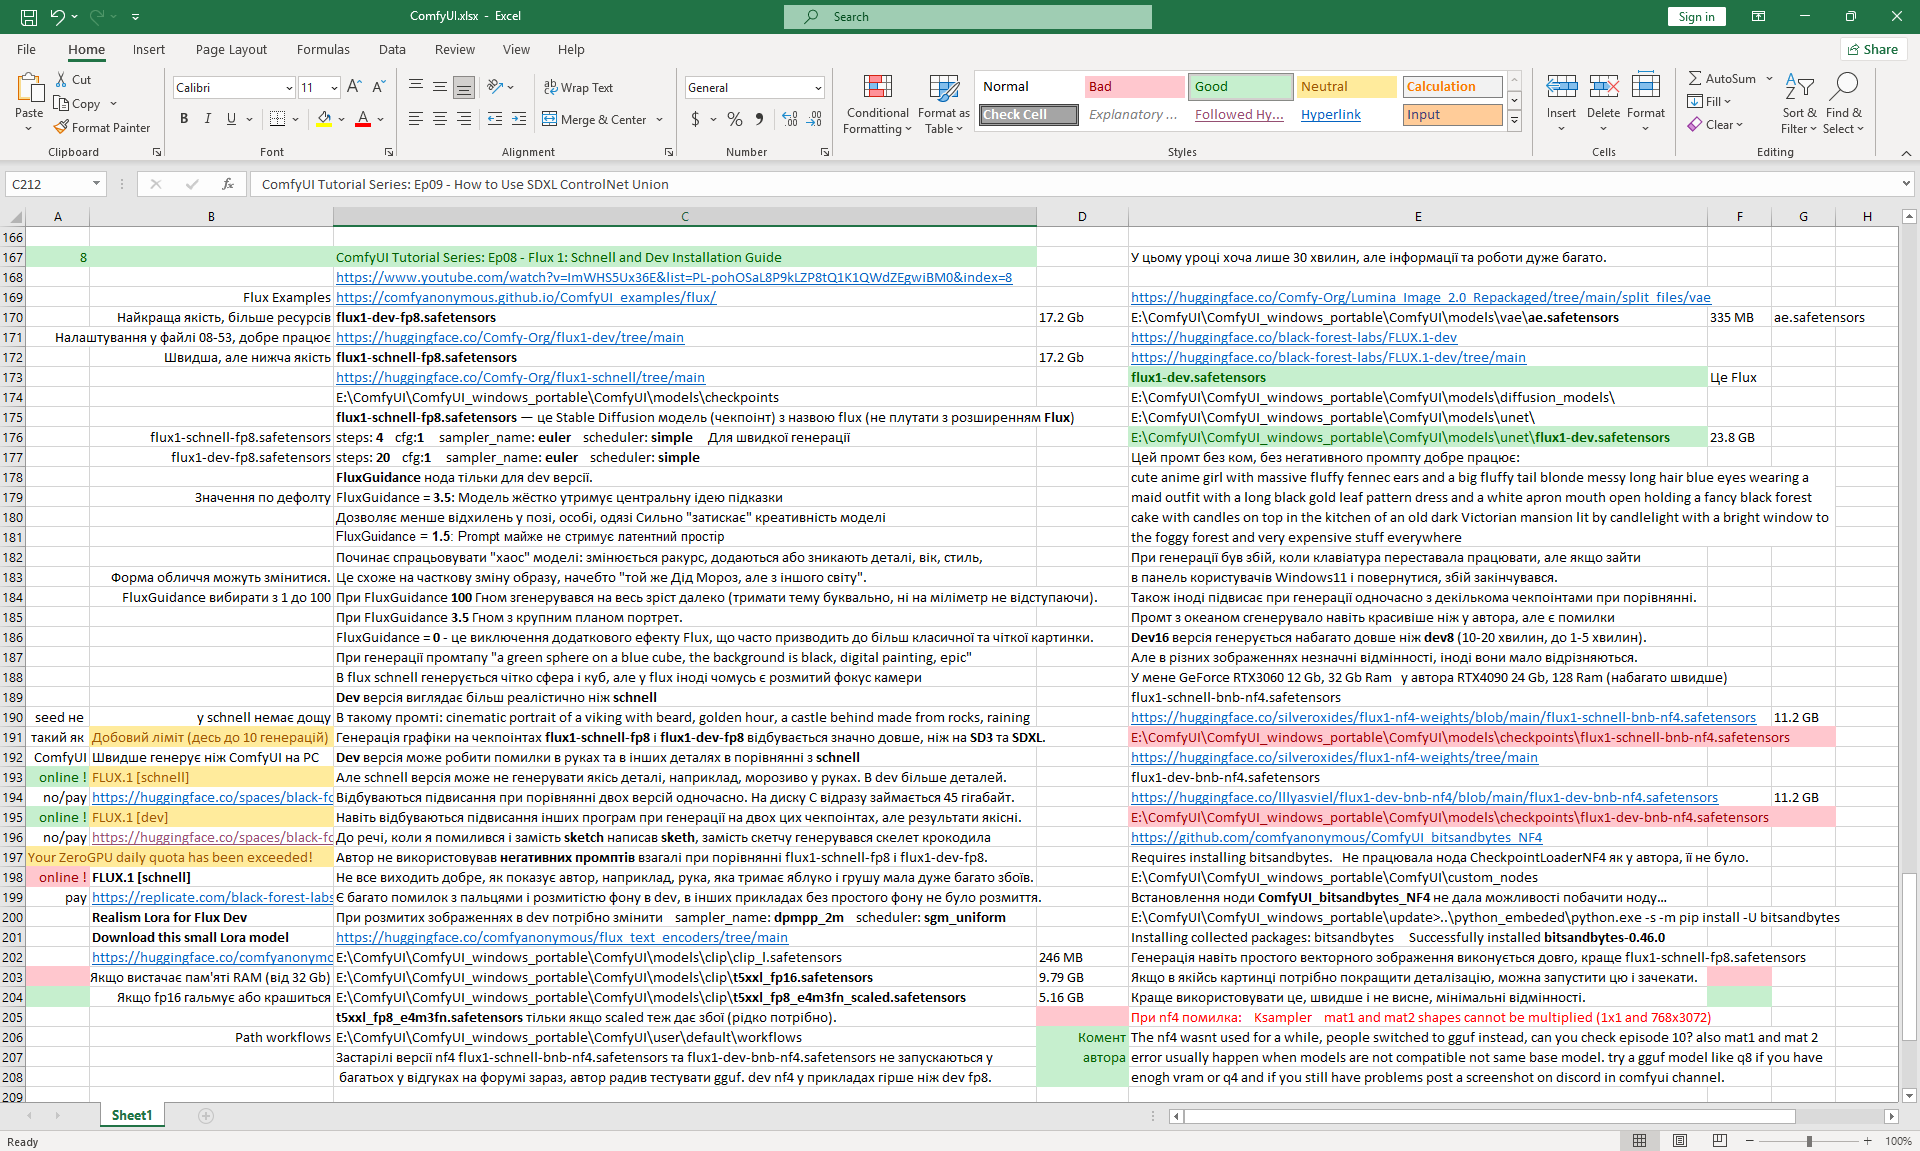 ComfyUI.xlsx - Excel
Search
Sign in
File Home Insert Page Layout Formulas Data Review View Help
Share
Paste
Cut
Copy
Format Painter
Clipboard
Calibri 11
B I U
Font
Wrap Text
Merge & Center
Alignment
General
$ % 9
Number
Conditional Formatting
Format as Table
Normal Bad Good Neutral Calculation
Check Cell Explanatory ... Followed Hy... Hyperlink Input
Styles
Insert Delete Format
Cells
AutoSum
Fill
Clear
Sort & Filter
Find & Select
Editing
C212
fx
ComfyUI Tutorial Series: Ep09 - How to Use SDXL ControlNet Union
A B C D E F G H
166
167 8 ComfyUI Tutorial Series: Ep08 - Flux 1: Schnell and Dev Installation Guide У цьому уроці хоча лише 30 хвилин, але інформації та роботи дуже багато.
168 https://www.youtube.com/watch?v=ImWHS5Ux36E&list=PL-pohOSaL8P9kLZP8tQ1K1QWdZEgwiBM0&index=8
169 Flux Examples https://comfyanonymous.github.io/ComfyUI_examples/flux/ https://huggingface.co/Comfy-Org/Lumina_Image_2.0_Repackaged/tree/main/split_files/vae
170 Найкраща якість, більше ресурсів flux1-dev-fp8.safetensors 17.2 Gb E:\ComfyUI\ComfyUI_windows_portable\ComfyUI\models\vae\ae.safetensors 335 MB ae.safetensors
171 Налаштування у файлі 08-53, добре працює https://huggingface.co/Comfy-Org/flux1-dev/tree/main https://huggingface.co/black-forest-labs/FLUX.1-dev
172 Швидша, але нижча якість flux1-schnell-fp8.safetensors 17.2 Gb https://huggingface.co/black-forest-labs/FLUX.1-dev/tree/main
173 https://huggingface.co/Comfy-Org/flux1-schnell/tree/main flux1-dev.safetensors Це Flux
174 E:\ComfyUI\ComfyUI_windows_portable\ComfyUI\models\checkpoints E:\ComfyUI\ComfyUI_windows_portable\ComfyUI\models\diffusion_models\
175 flux1-schnell-fp8.safetensors — це Stable Diffusion модель (чекпоінт) з назвою flux (не плутати з розширенням Flux) E:\ComfyUI\ComfyUI_windows_portable\ComfyUI\models\unet\
176 flux1-schnell-fp8.safetensors steps: 4 cfg:1 sampler_name: euler scheduler: simple Для швидкої генерації E:\ComfyUI\ComfyUI_windows_portable\ComfyUI\models\unet\flux1-dev.safetensors 23.8 GB
177 flux1-dev-fp8.safetensors steps: 20 cfg:1 sampler_name: euler scheduler: simple Цей промт без ком, без негативного промпту добре працює:
178 FluxGuidance нода тільки для dev версії. cute anime girl with massive fluffy fennec ears and a big fluffy tail blonde messy long hair blue eyes wearing a
179 Значення по дефолту FluxGuidance = 3.5: Модель жёстко утримує центральну ідею підказки maid outfit with a long black gold leaf pattern dress and a white apron mouth open holding a fancy black forest
180 Дозволяє менше відхилень у позі, особі, одязі Сильно "затискає" креативність моделі cake with candles on top in the kitchen of an old dark Victorian mansion lit by candlelight with a bright window to
181 FluxGuidance = 1.5: Prompt майже не стримує латентний простір the foggy forest and very expensive stuff everywhere
182 Починає спрацьовувати "хаос" моделі: змінюється ракурс, додаються або зникають деталі, вік, стиль, При генерації був збій, коли клавіатура переставала працювати, але якщо зайти
183 Форма обличчя можуть змінитися. Це схоже на часткову зміну образу, начебто "той же Дід Мороз, але з іншого світу". в панель користувачів Windows11 і повернутися, збій закінчувався.
184 FluxGuidance вибирати з 1 до 100 При FluxGuidance 100 Гном згенерувався на весь зріст далеко (тримати тему буквально, ні на міліметр не відступаючи). Також іноді підвисає при генерації одночасно з декількома чекпоінтами при порівнянні.
185 При FluxGuidance 3.5 Гном з крупним планом портрет. Промт з океаном сгенерувало навіть красивіше ніж у автора, але є помилки
186 FluxGuidance = 0 - це виключення додаткового ефекту Flux, що часто призводить до більш класичної та чіткої картинки. Dev16 версія генерується набагато довше ніж dev8 (10-20 хвилин, до 1-5 хвилин).
187 При генерації промтапу "a green sphere on a blue cube, the background is black, digital painting, epic" Але в різних зображеннях незначні відмінності, іноді вони мало відрізняються.
188 В flux schnell генерується чітко сфера і куб, але у flux іноді чомусь є розмитий фокус камери У мене GeForce RTX3060 12 Gb, 32 Gb Ram у автора RTX4090 24 Gb, 128 Ram (набагато швидше)
189 Dev версія виглядає більш реалістично ніж schnell flux1-schnell-bnb-nf4.safetensors
190 seed не у schnell немає дощу В такому промті: cinematic portrait of a viking with beard, golden hour, a castle behind made from rocks, raining https://huggingface.co/silveroxides/flux1-nf4-weights/blob/main/flux1-schnell-bnb-nf4.safetensors 11.2 GB
191 такий як Добовий ліміт (десь до 10 генерацій) Генерація графіки на чекпоінтах flux1-schnell-fp8 і flux1-dev-fp8 відбувається значно довше, ніж на SD3 та SDXL. E:\ComfyUI\ComfyUI_windows_portable\ComfyUI\models\checkpoints\flux1-schnell-bnb-nf4.safetensors
192 ComfyUI Швидше генерує ніж ComfyUI на PC Dev версія може робити помилки в руках та в інших деталях в порівнянні з schnell https://huggingface.co/silveroxides/flux1-nf4-weights/tree/main
193 online ! FLUX.1 [schnell] Але schnell версія може не генерувати якісь деталі, наприклад, морозиво у руках. В dev більше деталей. flux1-dev-bnb-nf4.safetensors
194 no/pay https://huggingface.co/spaces/black-fo Відбуваються підвисання при порівнянні двох версій одночасно. На диску C відразу займається 45 гігабайт. https://huggingface.co/lllyasviel/flux1-dev-bnb-nf4/blob/main/flux1-dev-bnb-nf4.safetensors 11.2 GB
195 online ! FLUX.1 [dev] Навіть відбуваються підвисання інших програм при генерації на двох цих чекпоінтах, але результати якісні. E:\ComfyUI\ComfyUI_windows_portable\ComfyUI\models\checkpoints\flux1-dev-bnb-nf4.safetensors
196 no/pay https://huggingface.co/spaces/black-fo До речі, коли я помилився і замість sketch написав sketh, замість скетчу генерувався скелет крокодила https://github.com/comfyanonymous/ComfyUI_bitsandbytes_NF4
197 Your ZeroGPU daily quota has been exceeded! Автор не використовував негативних промптів взагалі при порівнянні flux1-schnell-fp8 і flux1-dev-fp8. Requires installing bitsandbytes. Не працювала нода CheckpointLoaderNF4 як у автора, її не було.
198 online ! FLUX.1 [schnell] Не все виходить добре, як показує автор, наприклад, рука, яка тримає яблуко і грушу мала дуже багато збоїв. E:\ComfyUI\ComfyUI_windows_portable\ComfyUI\custom_nodes
199 pay https://replicate.com/black-forest-labs Є багато помилок з пальцями і розмитістю фону в dev, в інших прикладах без простого фону не було розмиття. Встановлення ноди ComfyUI_bitsandbytes_NF4 не дала можливості побачити ноду...
200 Realism Lora for Flux Dev При розмитих зображеннях в dev потрібно змінити sampler_name: dpmpp_2m scheduler: sgm_uniform E:\ComfyUI\ComfyUI_windows_portable\update>..\python_embeded\python.exe -s -m pip install -U bitsandbytes
201 Download this small Lora model https://huggingface.co/comfyanonymous/flux_text_encoders/tree/main Installing collected packages: bitsandbytes Successfully installed bitsandbytes-0.46.0
202 https://huggingface.co/comfyanonymo E:\ComfyUI\ComfyUI_windows_portable\ComfyUI\models\clip\clip_l.safetensors 246 MB Генерація навіть простого векторного зображення виконується довго, краще flux1-schnell-fp8.safetensors
203 Якщо вистачає пам'яті RAM (від 32 Gb) E:\ComfyUI\ComfyUI_windows_portable\ComfyUI\models\clip\t5xxl_fp16.safetensors 9.79 GB Якщо в якійсь картинці потрібно покращити деталізацію, можна запустити цю і зачекати.
204 Якщо fp16 гальмує або крашиться E:\ComfyUI\ComfyUI_windows_portable\ComfyUI\models\clip\t5xxl_fp8_e4m3fn_scaled.safetensors 5.16 GB Краще використовувати це, швидше і не висне, мінімальні відмінності.
205 t5xxl_fp8_e4m3fn.safetensors тільки якщо scaled теж дає збої (рідко потрібно). При nf4 помилка: Ksampler mat1 and mat2 shapes cannot be multiplied (1x1 and 768x3072)
206 Path workflows E:\ComfyUI\ComfyUI_windows_portable\ComfyUI\user\default\workflows Комент The nf4 wasnt used for a while, people switched to gguf instead, can you check episode 10? also mat1 and mat 2
207 Застарілі версії nf4 flux1-schnell-bnb-nf4.safetensors та flux1-dev-bnb-nf4.safetensors не запускаються у автора error usually happen when models are not compatible not same base model. try a gguf model like q8 if you have
208 багатьох у відгуках на форумі зараз, автор радив тестувати gguf. dev nf4 у прикладах гірше ніж dev fp8. enogh vram or q4 and if you still have problems post a screenshot on discord in comfyui channel.
209
Sheet1
Ready
100%